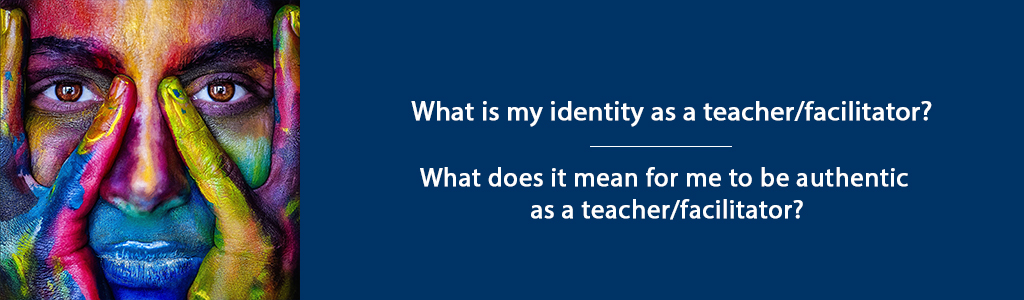 What is my identity as a teacher/facilitator?
What does it mean for me to be authentic
as a teacher/facilitator?